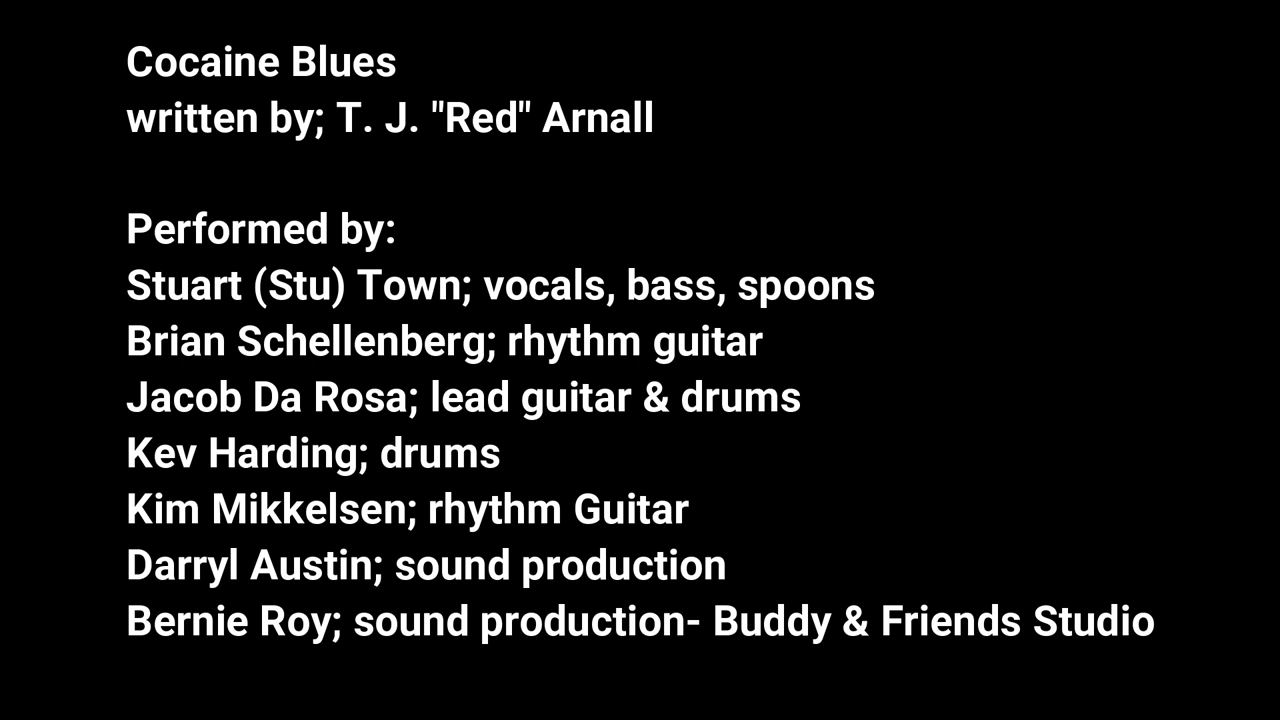 Cocaine Blues
written by; T. J. "Red" Arnall
Performed by:
Stuart (Stu) Town; vocals, bass, spoons
Brian Schellenberg; rhythm guitar
Jacob Da Rosa; lead guitar & drums
Kev Harding; drums
Kim Mikkelsen; rhythm Guitar
Darryl Austin; sound production
Bernie Roy; sound production- Buddy & Friends Studio